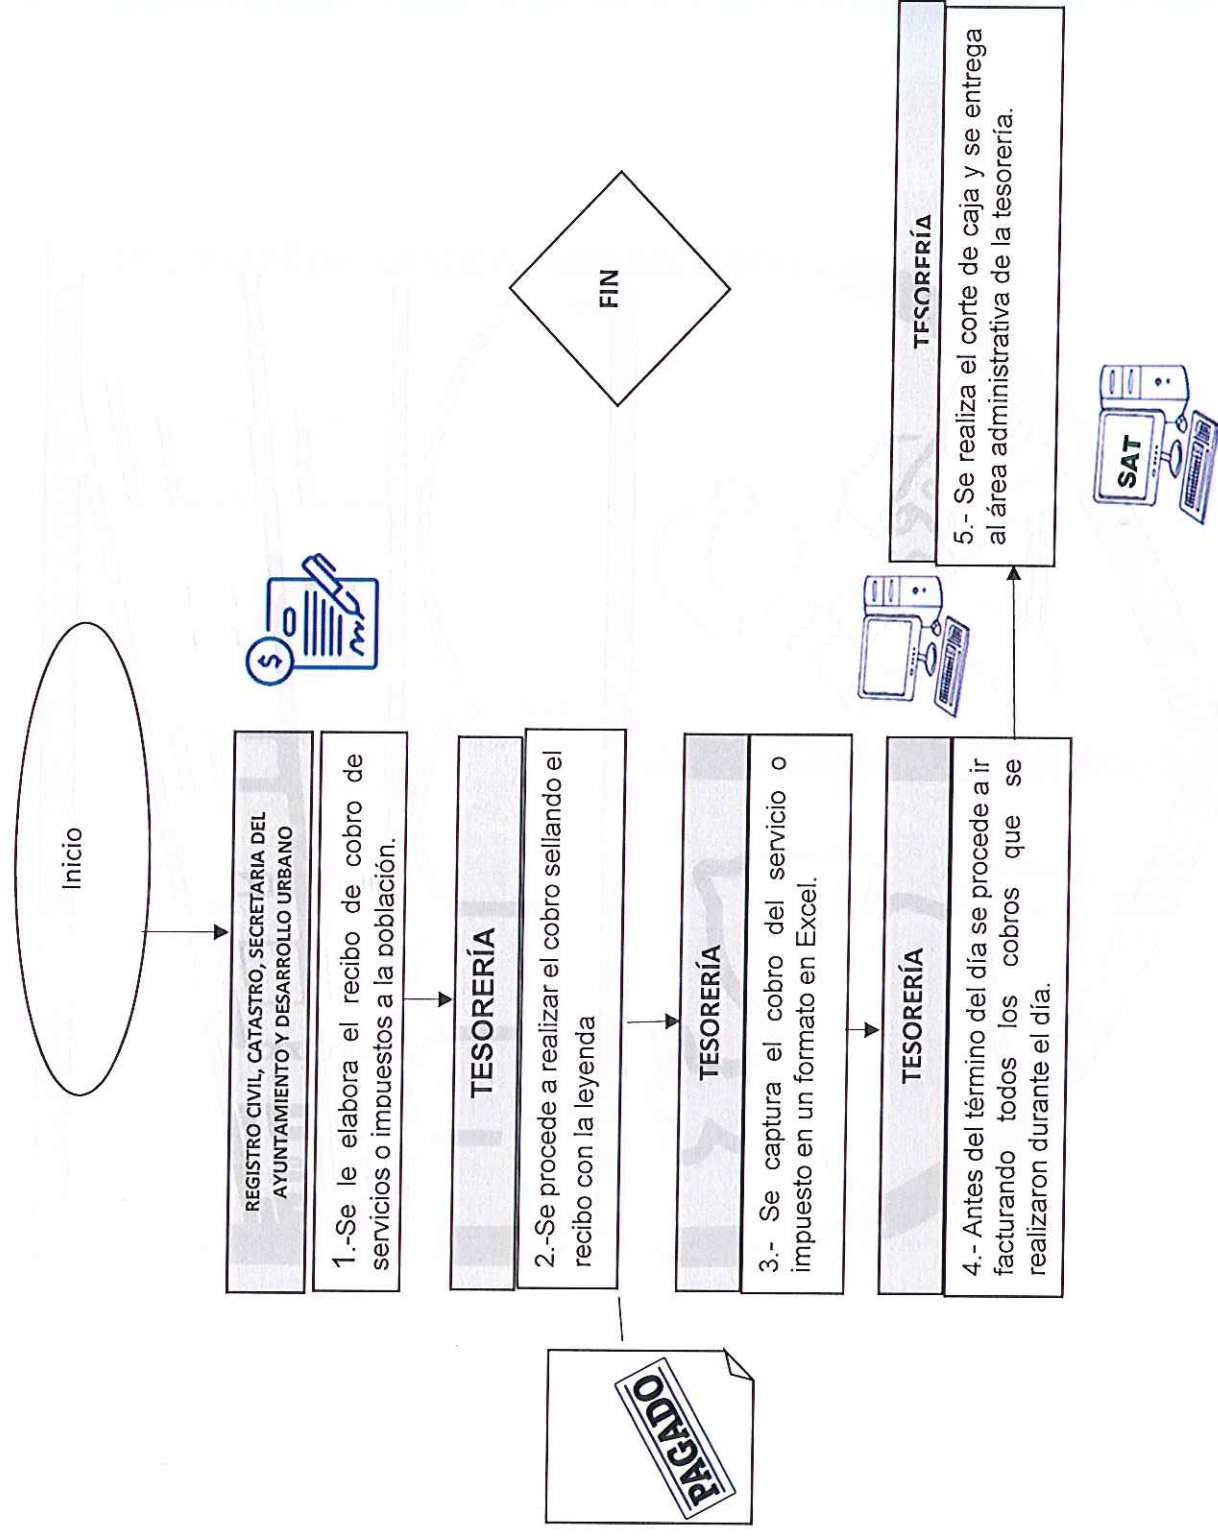 Inicio
REGISTRO CIVIL, CATASTRO, SECRETARIA DEL
AYUNTAMIENTO Y DESARROLLO URBANO
1.-Se le elabora el recibo de cobro de
servicios o impuestos a la población.
$
TESORERÍA
2.-Se procede a realizar el cobro sellando el
recibo con la leyenda
PAGADO
TESORERÍA
3.- Se captura el cobro del servicio o
impuesto en un formato en Excel.
TESORERÍA
4.- Antes del término del día se procede a ir
facturando todos los cobros que se
realizaron durante el día.
TESORERÍA
5.- Se realiza el corte de caja y se entrega
al área administrativa de la tesorería.
SAT
FIN